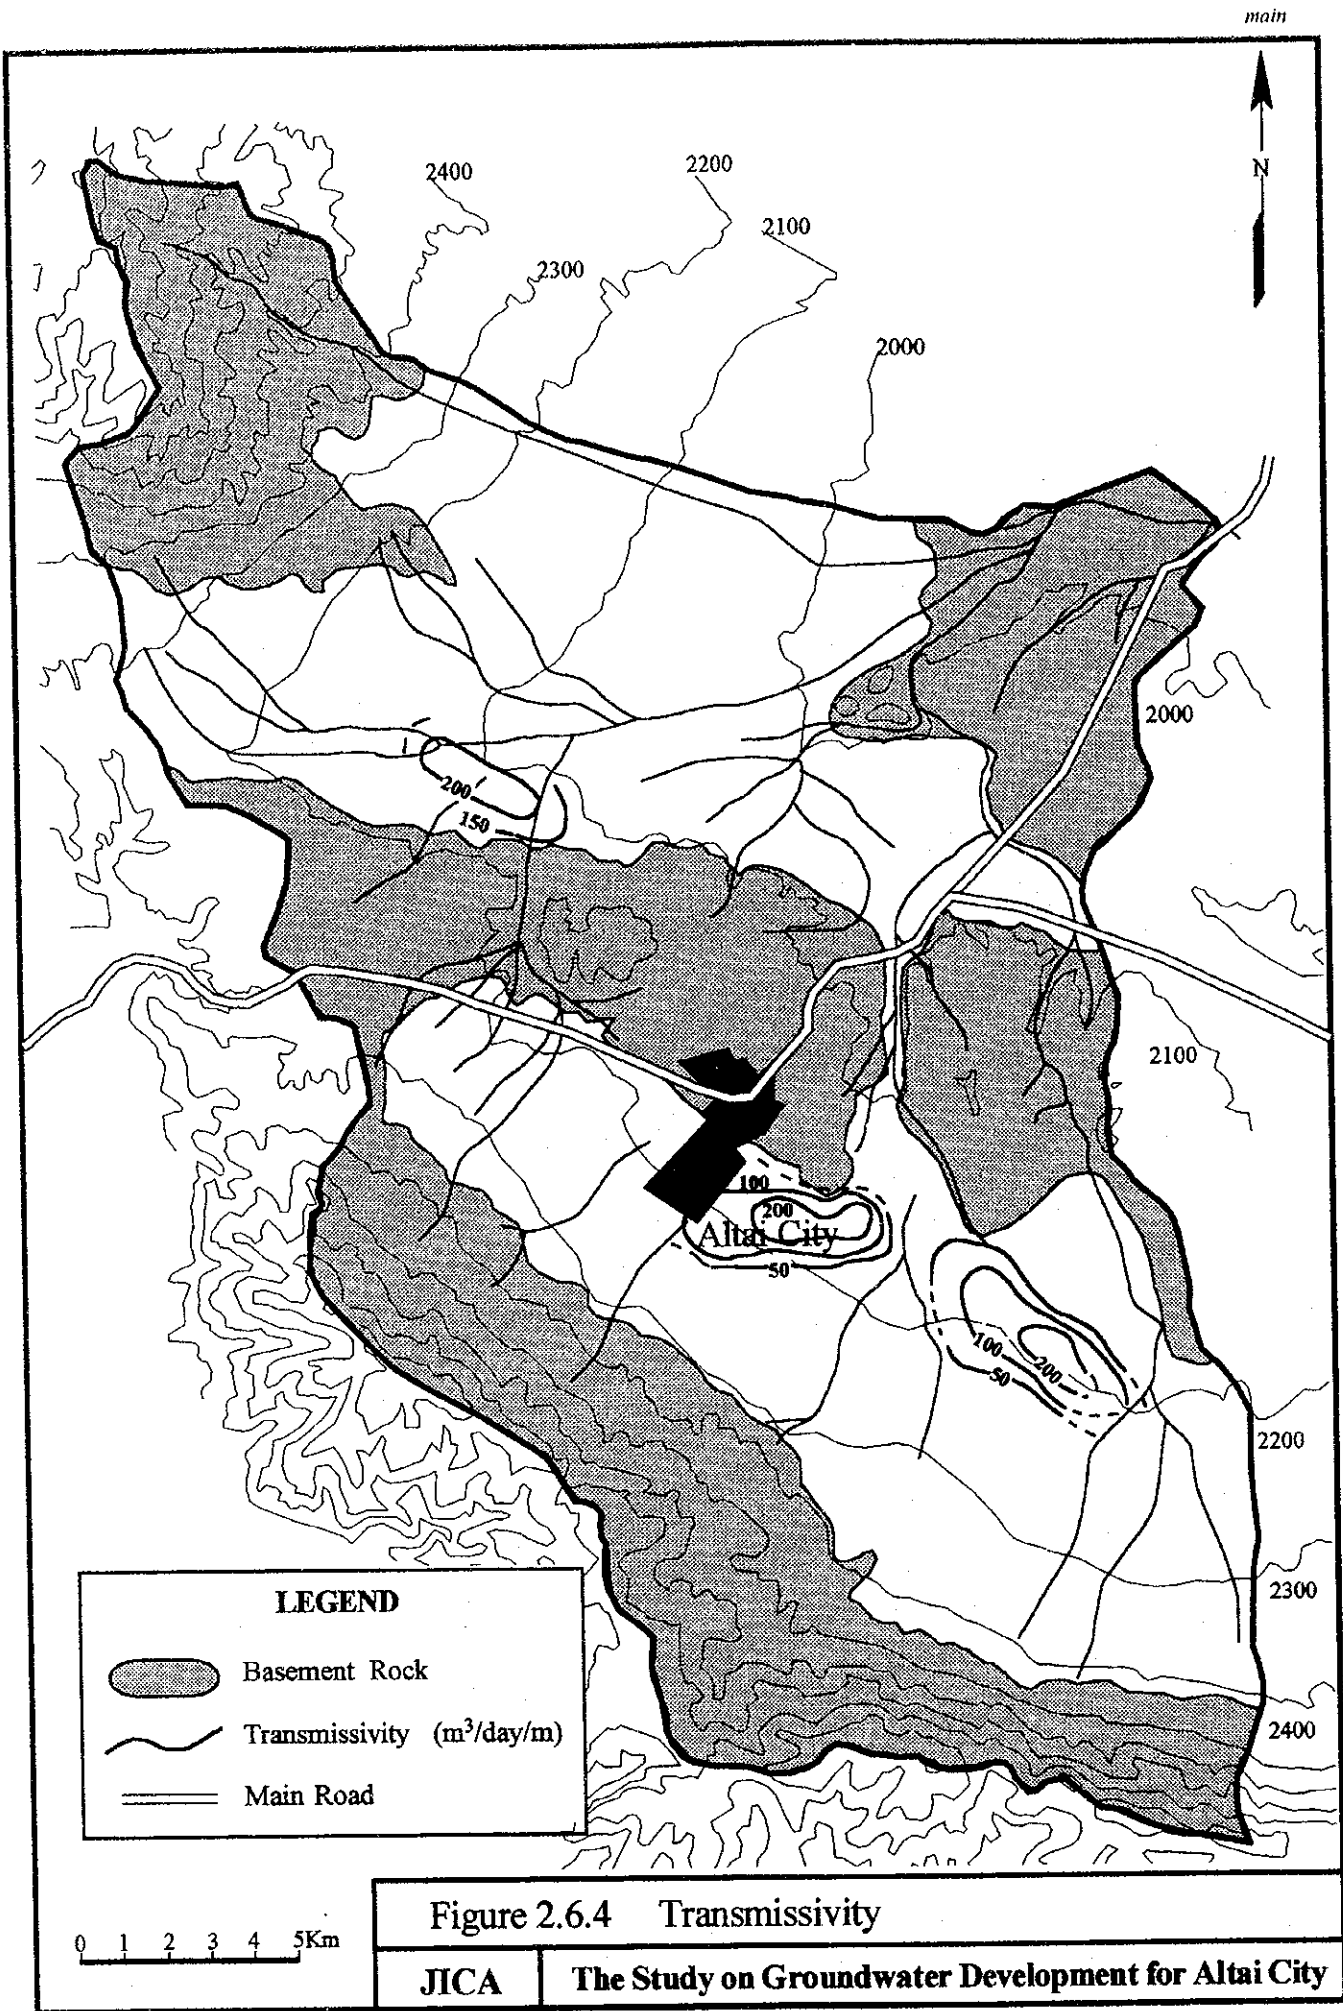 main
N
2400
2200
2100
2300
2000
2000
200
150
2100
100
200
Altai City
50
100
200
50
2200
2300
2400
LEGEND
Basement Rock
Transmissivity (m³/day/m)
Main Road
0 1 2 3 4 5Km
Figure 2.6.4 Transmissivity
JICA
The Study on Groundwater Development for Altai City